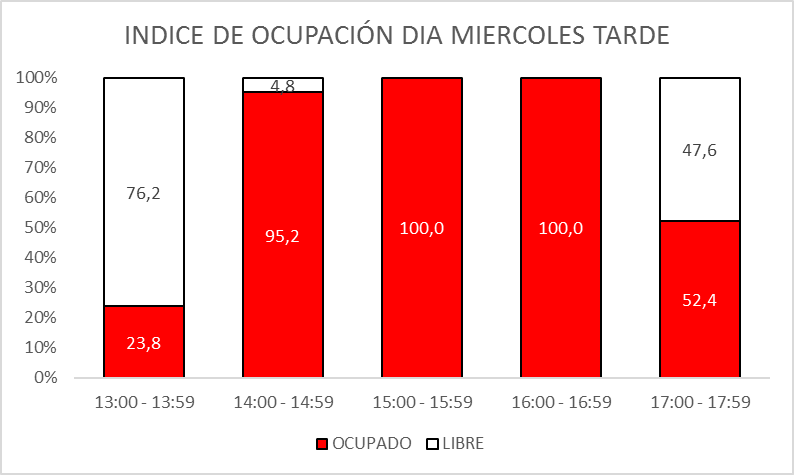 INDICE DE OCUPACIÓN DIA MIERCOLES TARDE
100%
90%
80%
70%
60%
50%
40%
30%
20%
10%
0%
76,2
23,8
4,8
95,2
100,0
100,0
47,6
52,4
13:00 - 13:59
14:00 - 14:59
15:00 - 15:59
16:00 - 16:59
17:00 - 17:59
OCUPADO
LIBRE